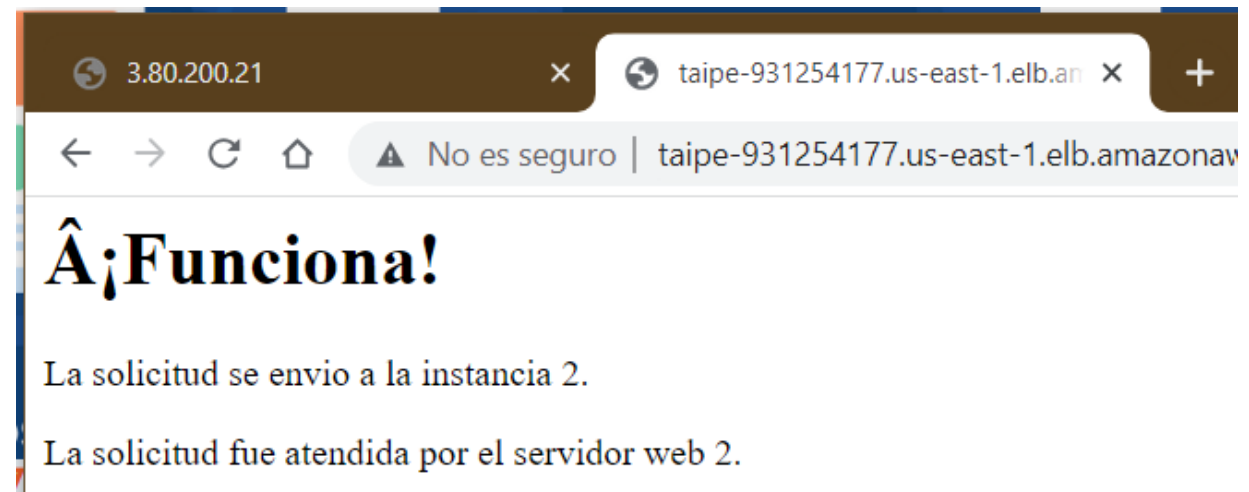 3.80.200.21
taipe-931254177.us-east-1.elb.am
No es seguro | taipe-931254177.us-east-1.elb.amazonaw
Â¡Funciona!
La solicitud se envio a la instancia 2.
La solicitud fue atendida por el servidor web 2.